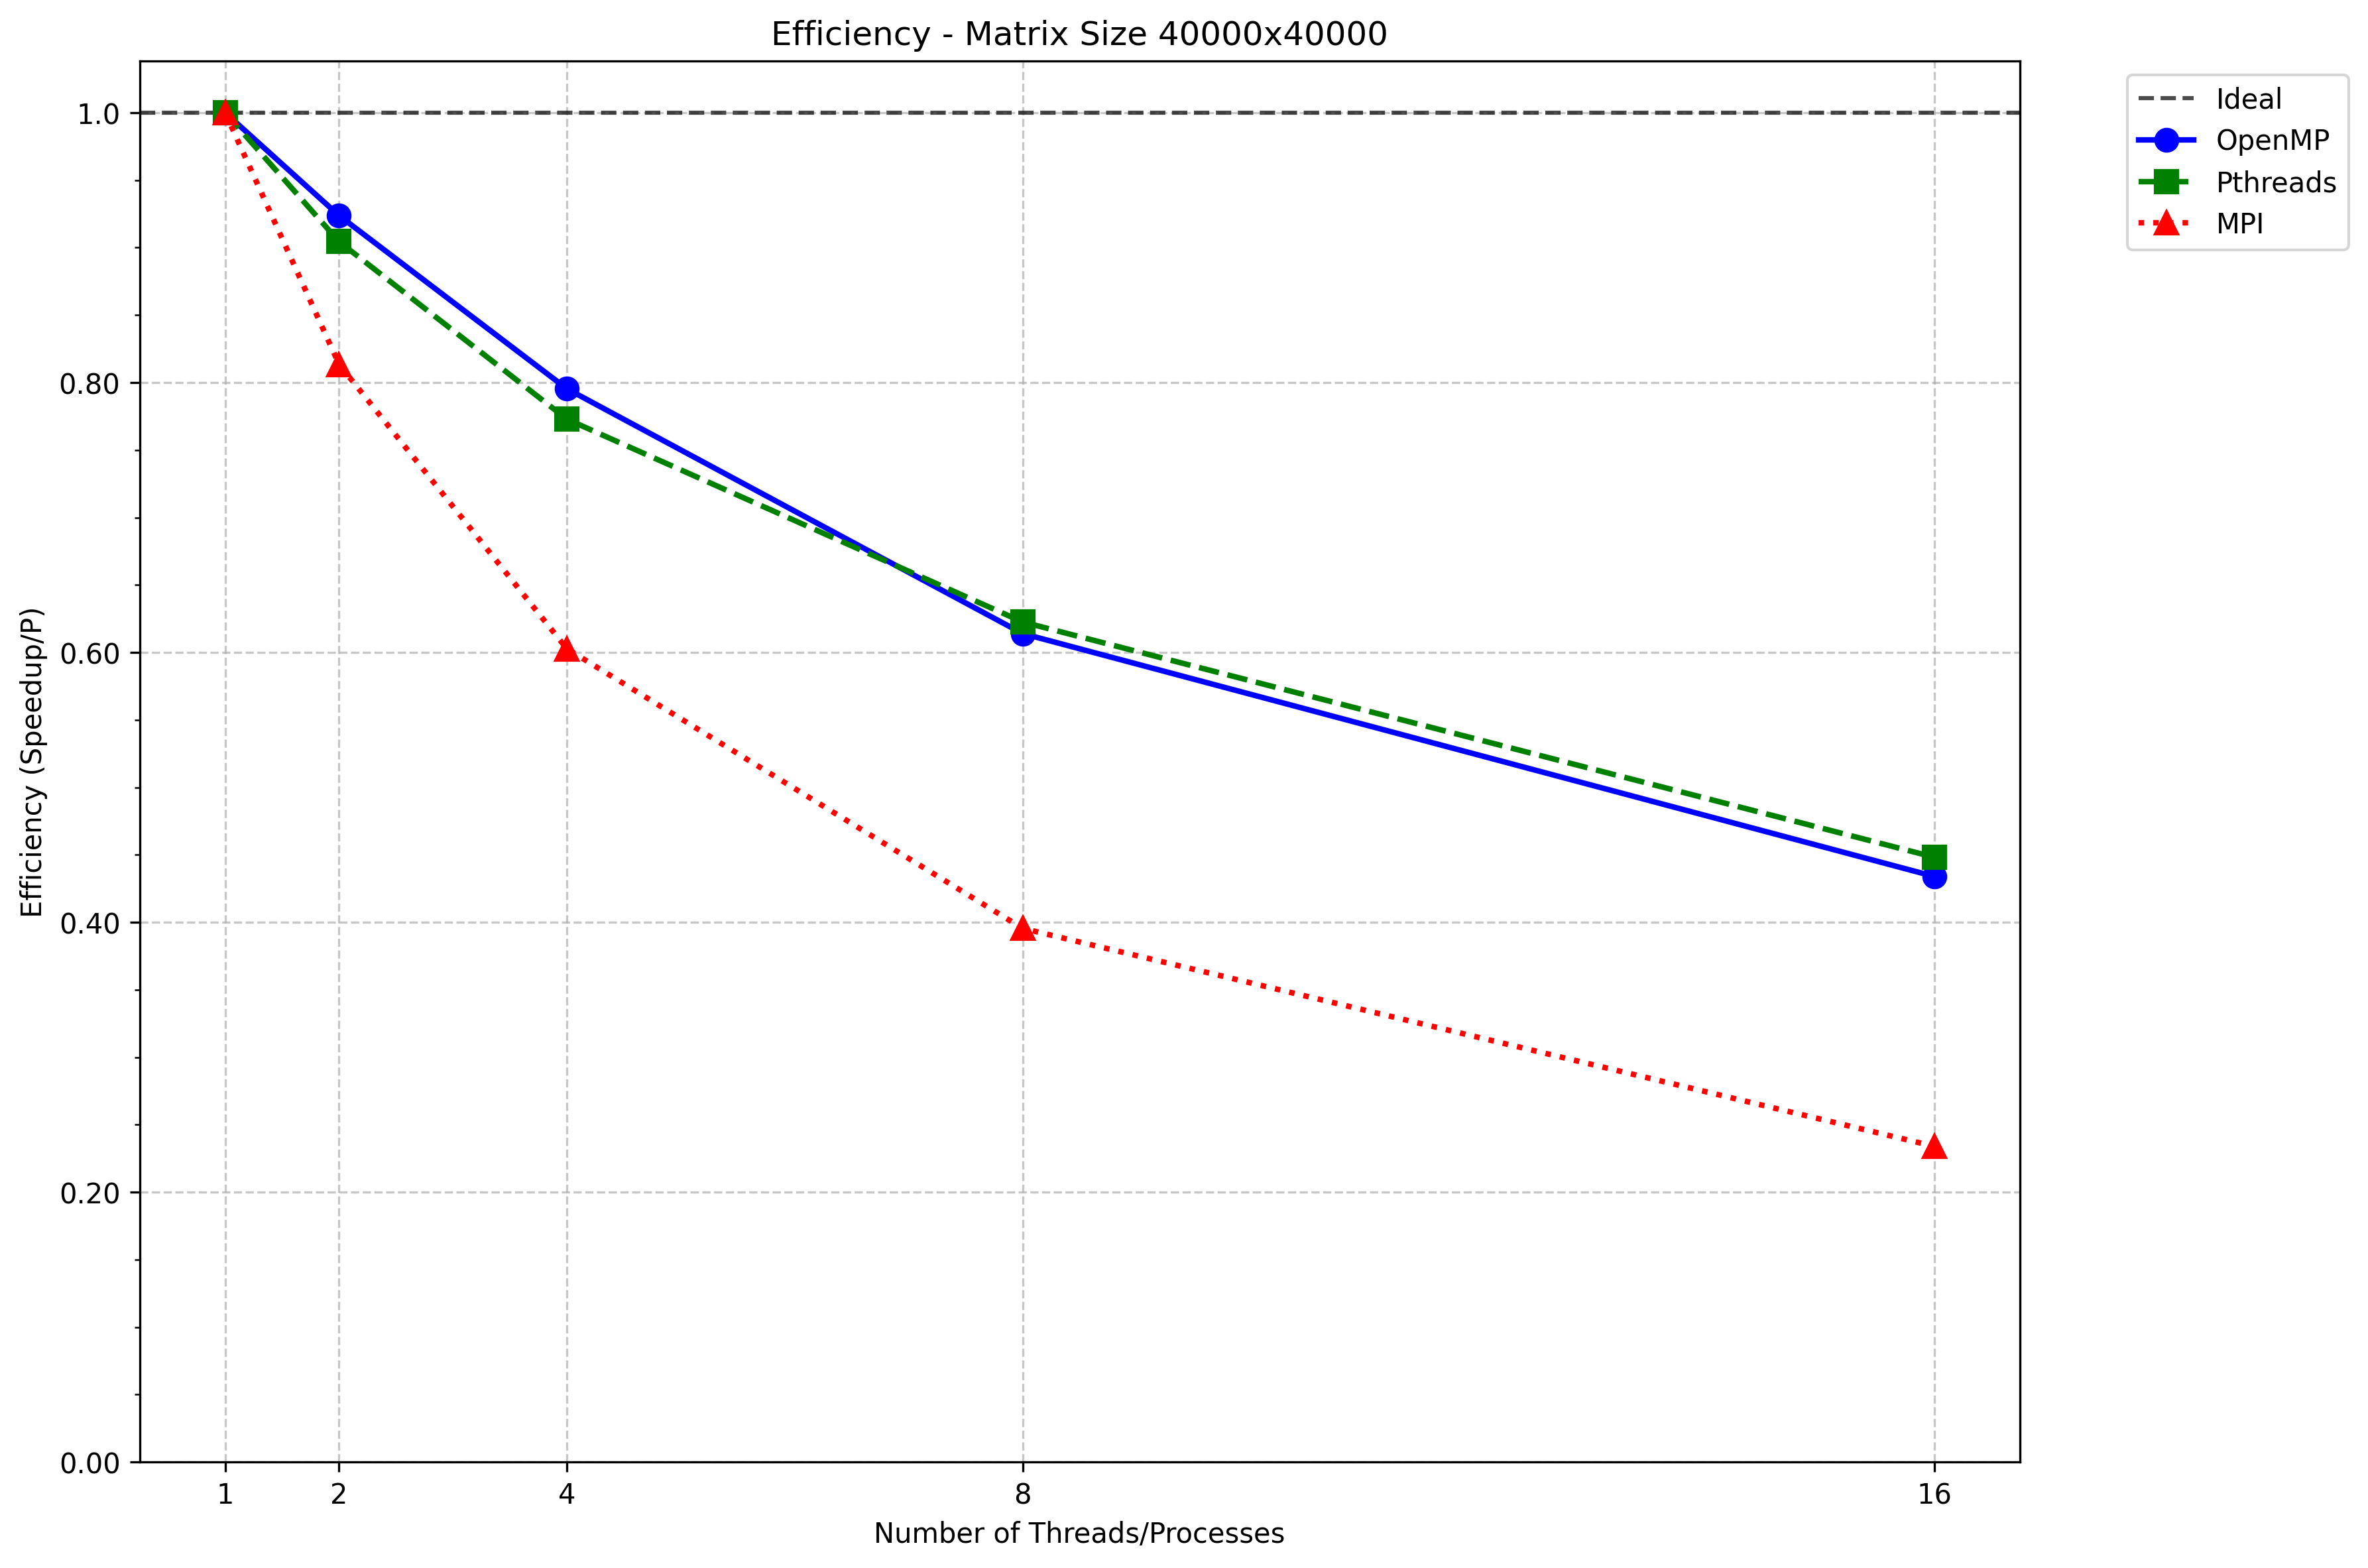 Efficiency - Matrix Size 40000x40000
Ideal
OpenMP
Pthreads
MPI
Efficiency (Speedup/P)
1.0
0.80
0.60
0.40
0.20
0.00
1 2 4 8 16
Number of Threads/Processes